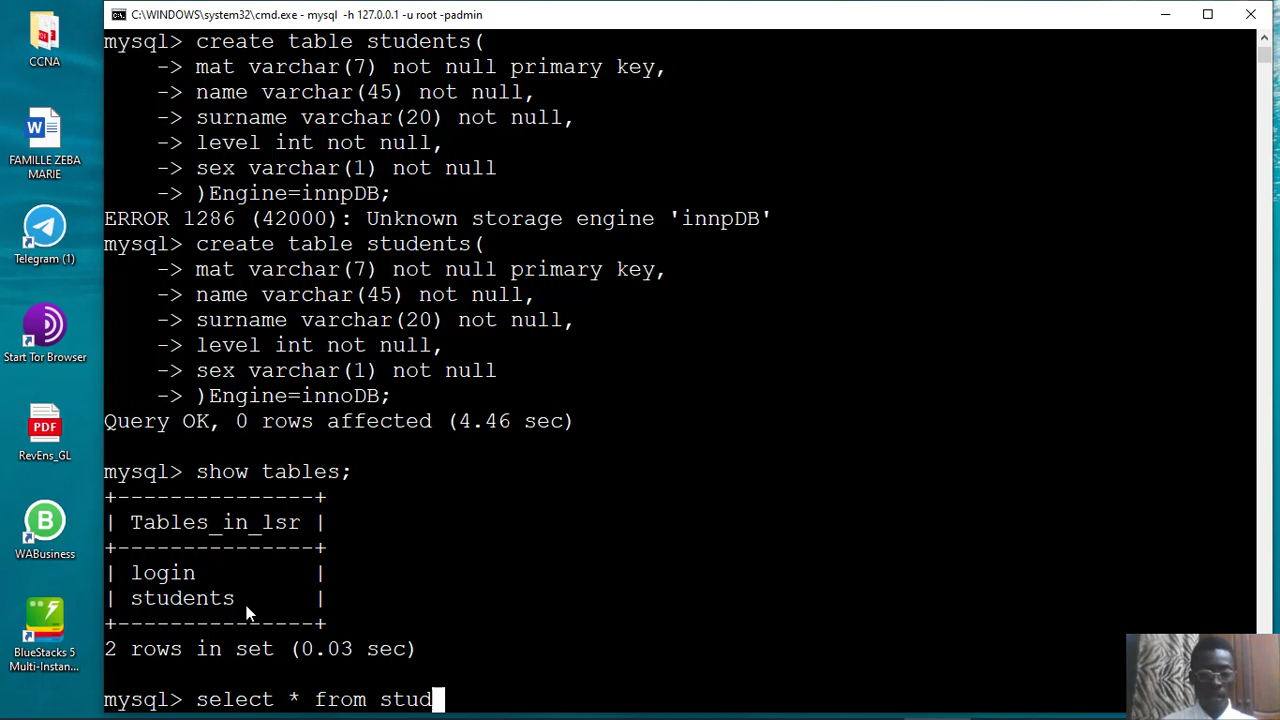 C:\WINDOWS\system32\cmd.exe - mysql -h 127.0.0.1 -u root -padmin
mysql> create table students(
-> mat varchar(7) not null primary key,
-> name varchar(45) not null,
-> surname varchar(20) not null,
-> level int not null,
-> sex varchar(1) not null
-> )Engine=innpDB;
ERROR 1286 (42000): Unknown storage engine 'innpDB'
mysql> create table students(
-> mat varchar(7) not null primary key,
-> name varchar(45) not null,
-> surname varchar(20) not null,
-> level int not null,
-> sex varchar(1) not null
-> )Engine=innoDB;
Query OK, 0 rows affected (4.46 sec)
mysql> show tables;
+---------------+
| Tables_in_lsr |
+---------------+
| login |
| students |
+---------------+
2 rows in set (0.03 sec)
mysql> select * from stud
CCNA
FAMILLE ZEBA
MARIE
Telegram (1)
Start Tor Browser
PDF
RevEns_GL
WABusiness
BlueStacks 5
Multi-Instan...